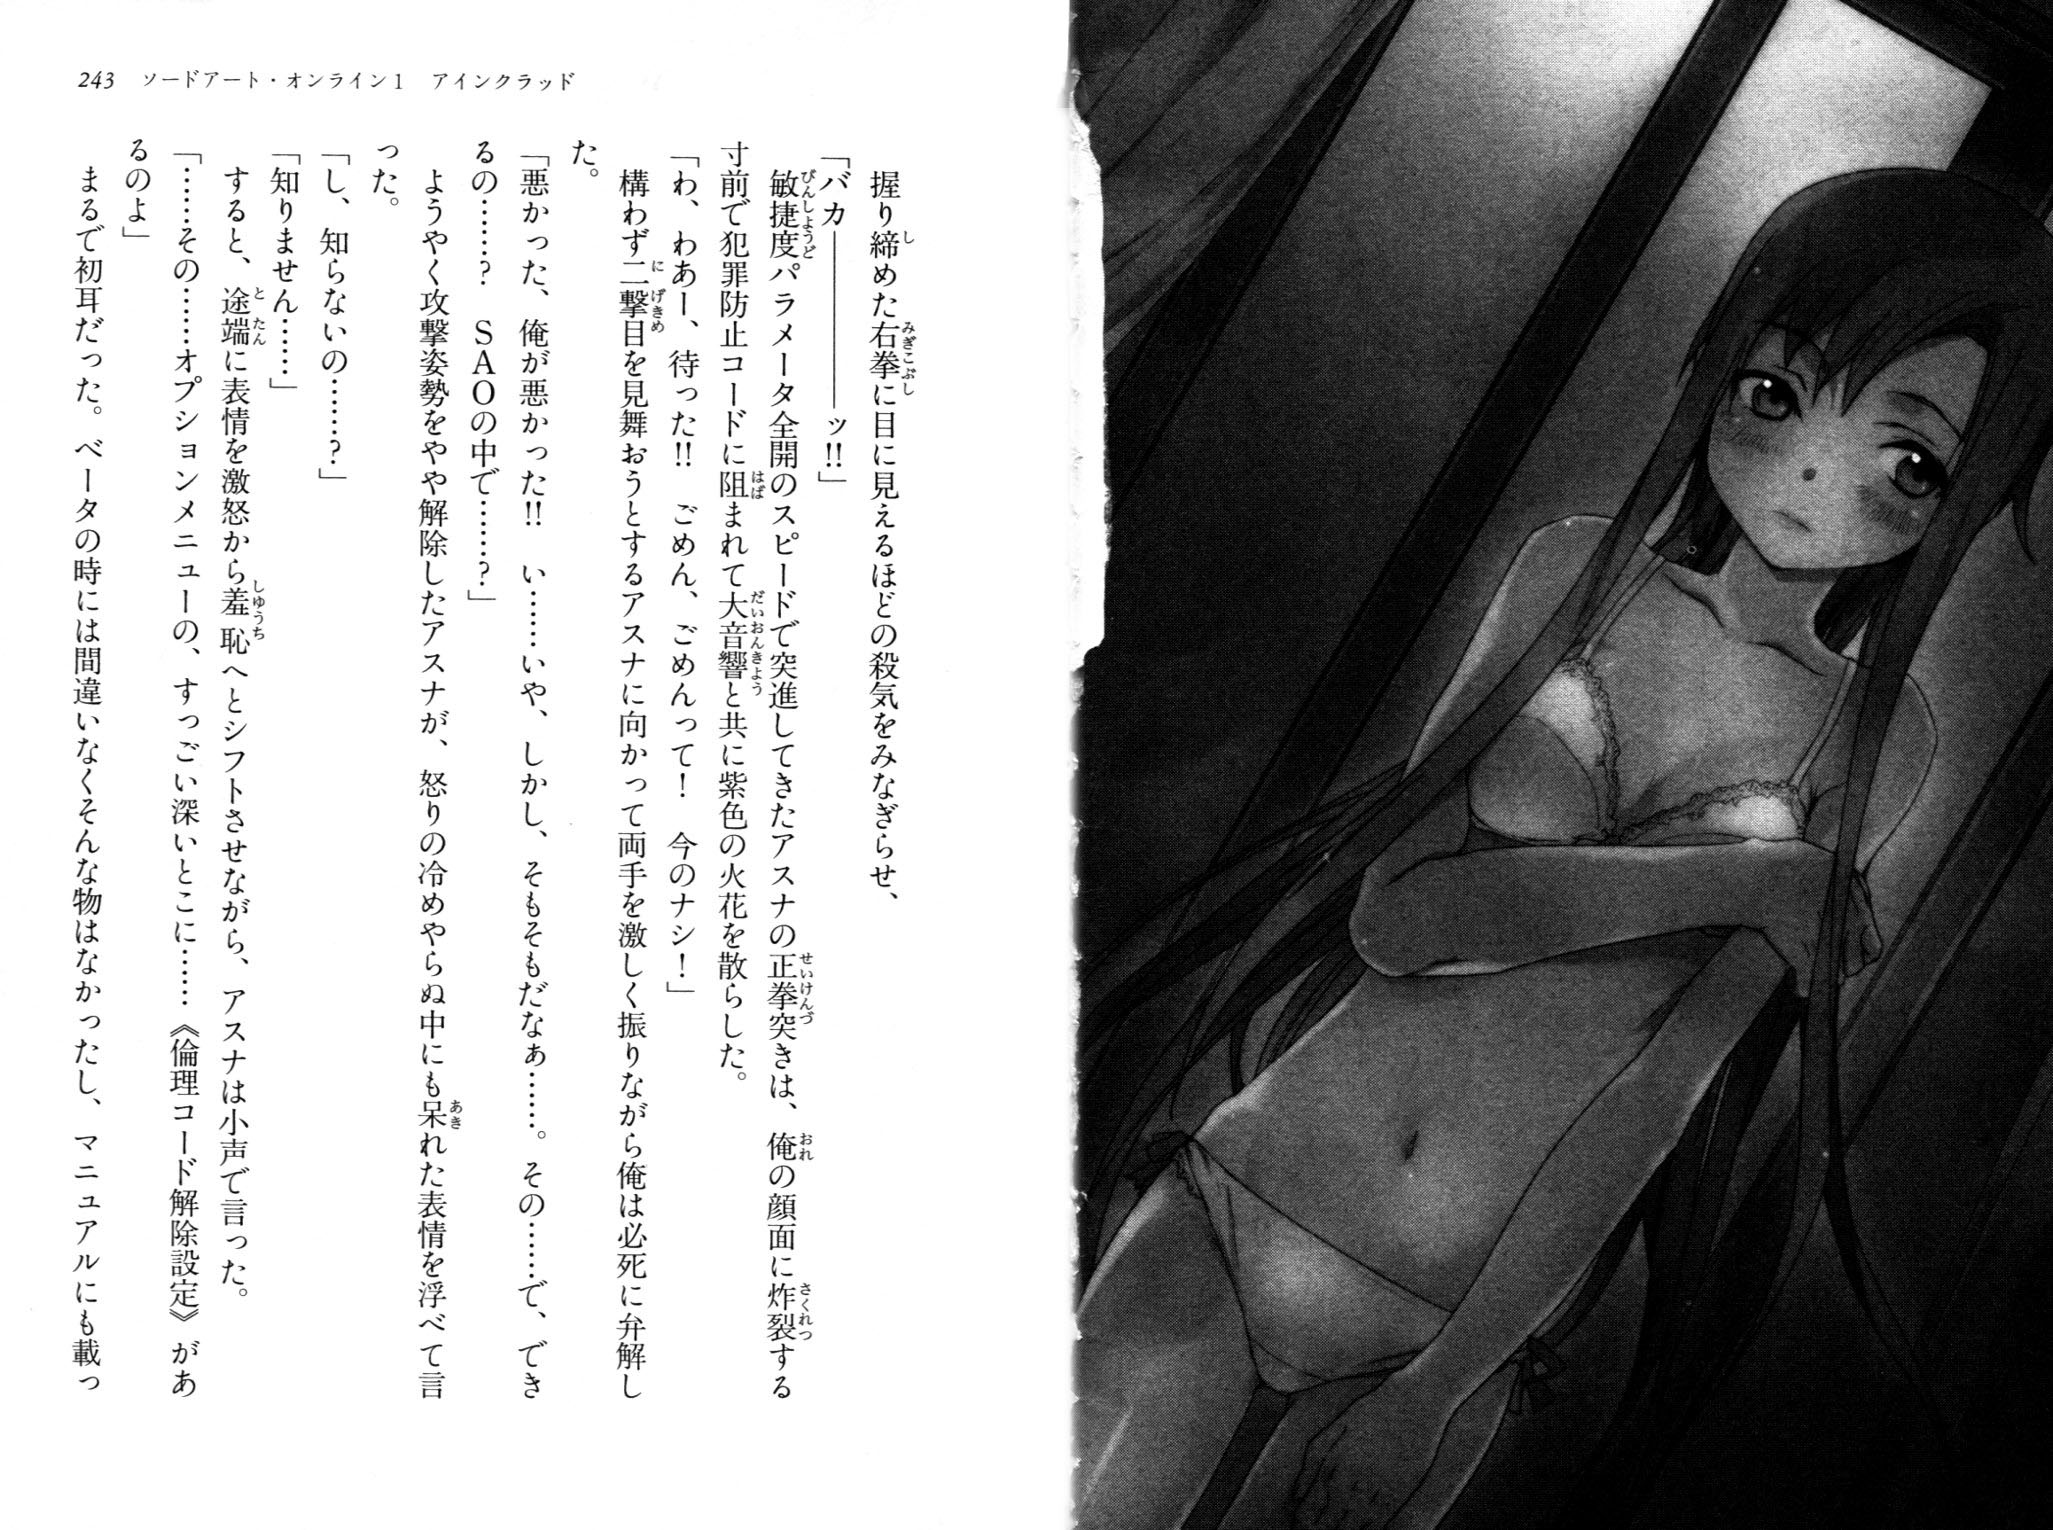 243　ソードアート・オンライン1　アインクラッド
　握り締めた右拳に目に見えるほどの殺気をみなぎらせ、
「バカ――――――ッ!!」
　敏捷度パラメータ全開のスピードで突進してきたアスナの正拳突きは、俺の顔面に炸裂する
寸前で犯罪防止コードに阻まれて大音響と共に紫色の火花を散らした。
「わ、わあー、待った!!　ごめん、ごめんって！　今のナシ！」
　構わず二撃目を見舞おうとするアスナに向かって両手を激しく振りながら俺は必死に弁解し
た。
「悪かった、俺が悪かった!!　い……いや、しかし、そもそもだなぁ……。その……で、でき
るの……?　SAOの中で……?」
　ようやく攻撃姿勢をやや解除したアスナが、怒りの冷めやらぬ中にも呆れた表情を浮べて言
った。
「し、知らないの……?」
「知りません……」
　すると、途端に表情を激怒から羞恥へとシフトさせながら、アスナは小声で言った。
「……その……オプションメニューの、すっごい深いとこに……《倫理コード解除設定》があ
るのよ」
　まるで初耳だった。ベータの時には間違いなくそんな物はなかったし、マニュアルにも載っ